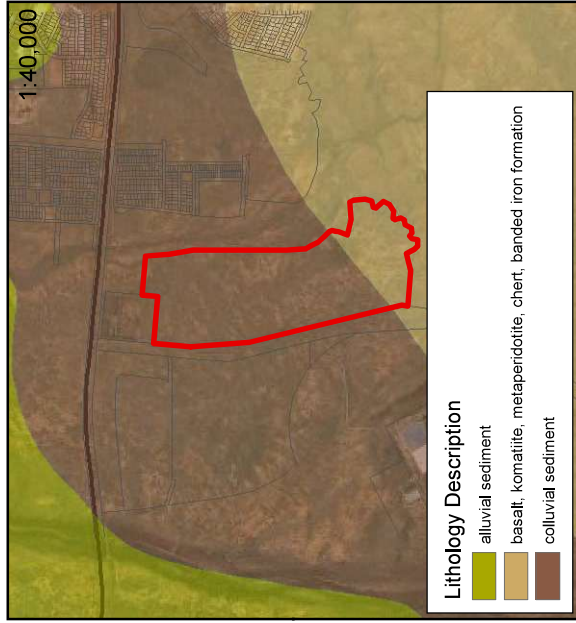 1:40,000
Lithology Description
alluvial sediment
basalt, komatiite, metaperidotite, chert, banded iron formation
colluvial sediment